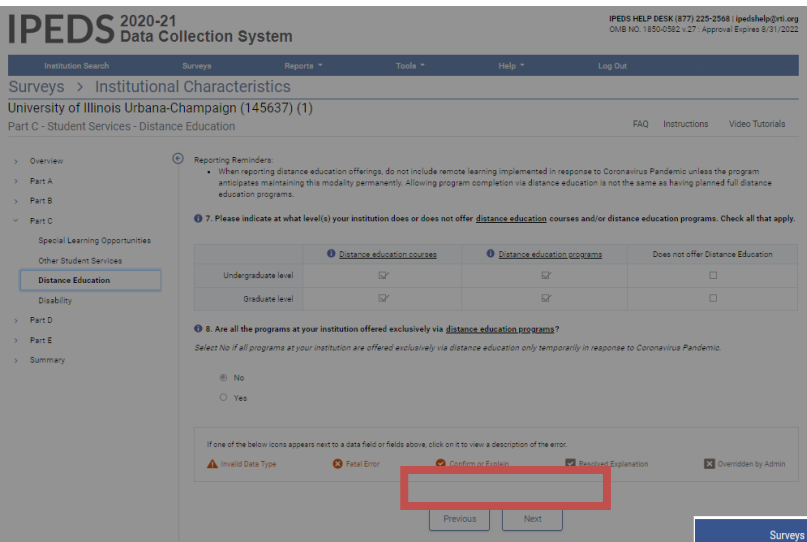 IPEDS 2020-21
Data Collection System
IPEDS HELP DESK (877) 225-2568 | ipedshelp@rti.org
OMB NO. 1850-0582 v.27 : Approval Expires 8/31/2022
Institution Search Surveys Reports Tools Help Log Out
Surveys > Institutional Characteristics
University of Illinois Urbana-Champaign (145637) (1)
Part C - Student Services - Distance Education
FAQ Instructions Video Tutorials
> Overview
> Part A
> Part B
Part C
Special Learning Opportunities
Other Student Services
Distance Education
Disability
> Part D
> Part E
> Summary
Reporting Reminders:
• When reporting distance education offerings, do not include remote learning implemented in response to Coronavirus Pandemic unless the program
anticipates maintaining this modality permanently. Allowing program completion via distance education is not the same as having planned full distance
education programs.
7. Please indicate at what level(s) your institution does or does not offer distance education courses and/or distance education programs. Check all that apply.
Distance education courses Distance education programs Does not offer Distance Education
Undergraduate level
Graduate level
8. Are all the programs at your institution offered exclusively via distance education programs?
Select No if all programs at your institution are offered exclusively via distance education only temporarily in response to Coronavirus Pandemic.
No
Yes
If one of the below icons appears next to a data field or fields above, click on it to view a description of the error.
Invalid Data Type Fatal Error Confirm or Explain Resolved Explanation Overridden by Admin
Previous Next
Surveys